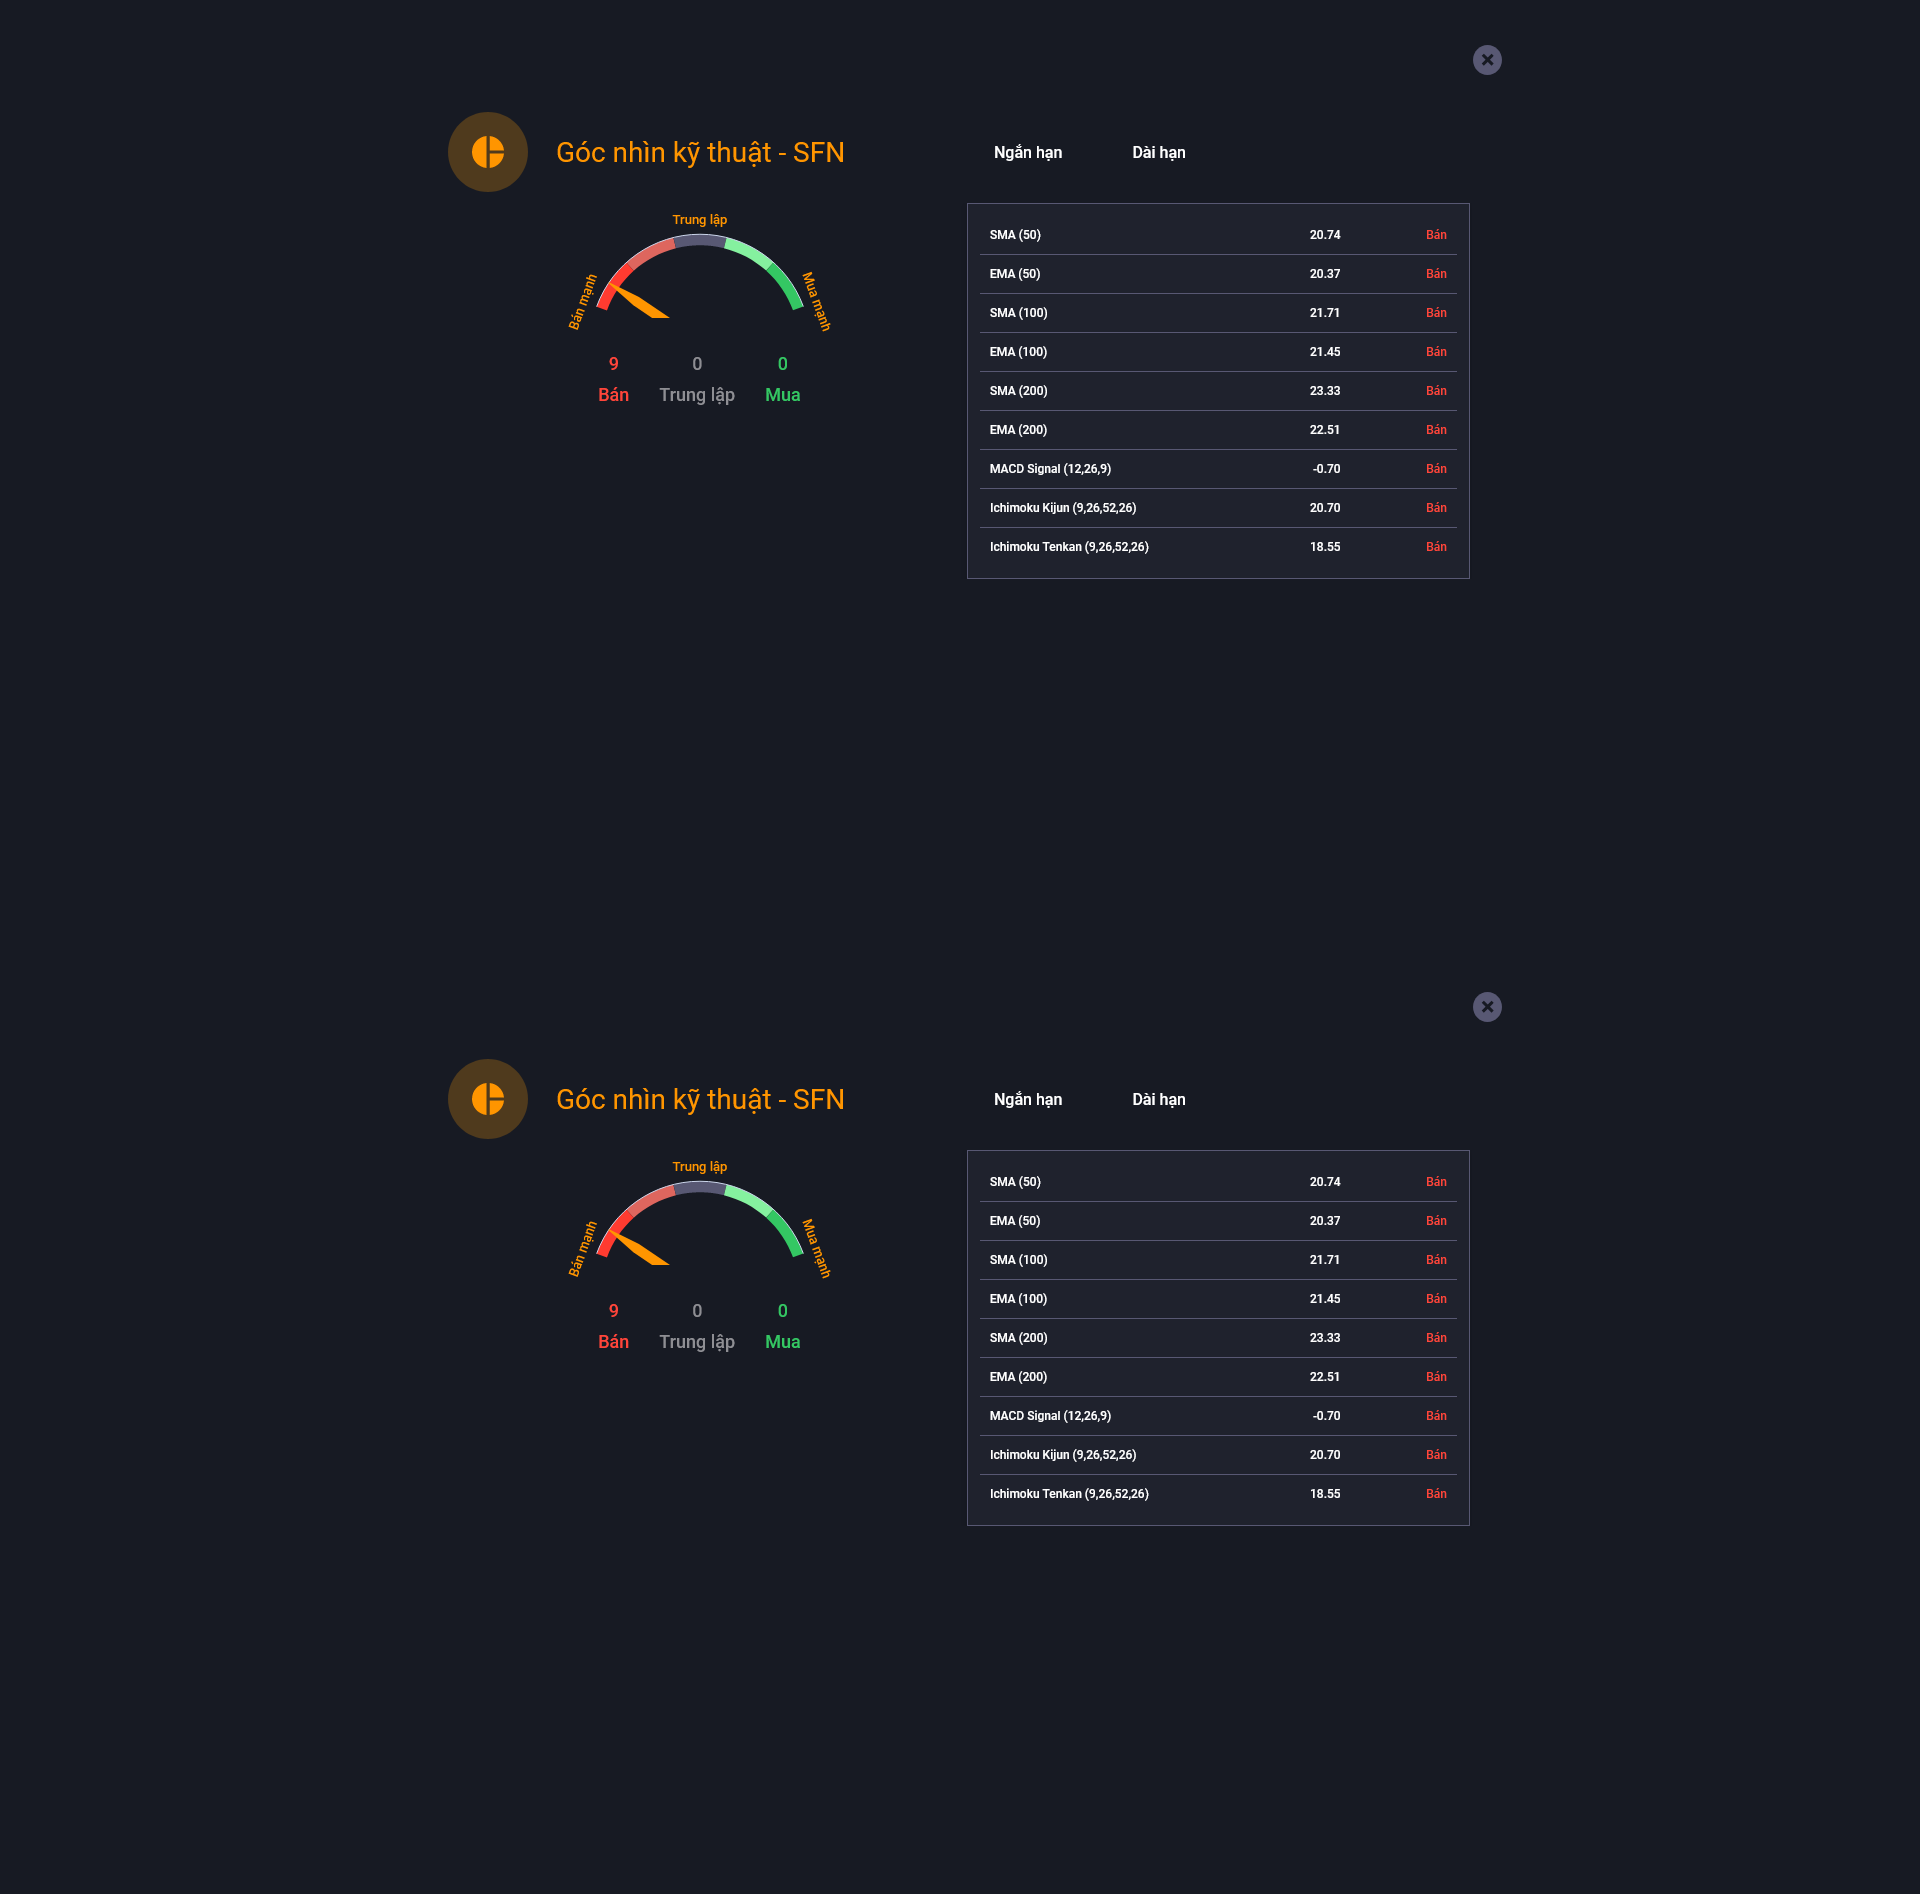 Góc nhìn kỹ thuật - SFN
Ngắn hạn Dài hạn
Trung lập
Bán mạnh
Mua mạnh
9 0 0
Bán Trung lập Mua
SMA (50) 20.74 Bán
EMA (50) 20.37 Bán
SMA (100) 21.71 Bán
EMA (100) 21.45 Bán
SMA (200) 23.33 Bán
EMA (200) 22.51 Bán
MACD Signal (12,26,9) -0.70 Bán
Ichimoku Kijun (9,26,52,26) 20.70 Bán
Ichimoku Tenkan (9,26,52,26) 18.55 Bán
Góc nhìn kỹ thuật - SFN
Ngắn hạn Dài hạn
Trung lập
Bán mạnh
Mua mạnh
9 0 0
Bán Trung lập Mua
SMA (50) 20.74 Bán
EMA (50) 20.37 Bán
SMA (100) 21.71 Bán
EMA (100) 21.45 Bán
SMA (200) 23.33 Bán
EMA (200) 22.51 Bán
MACD Signal (12,26,9) -0.70 Bán
Ichimoku Kijun (9,26,52,26) 20.70 Bán
Ichimoku Tenkan (9,26,52,26) 18.55 Bán